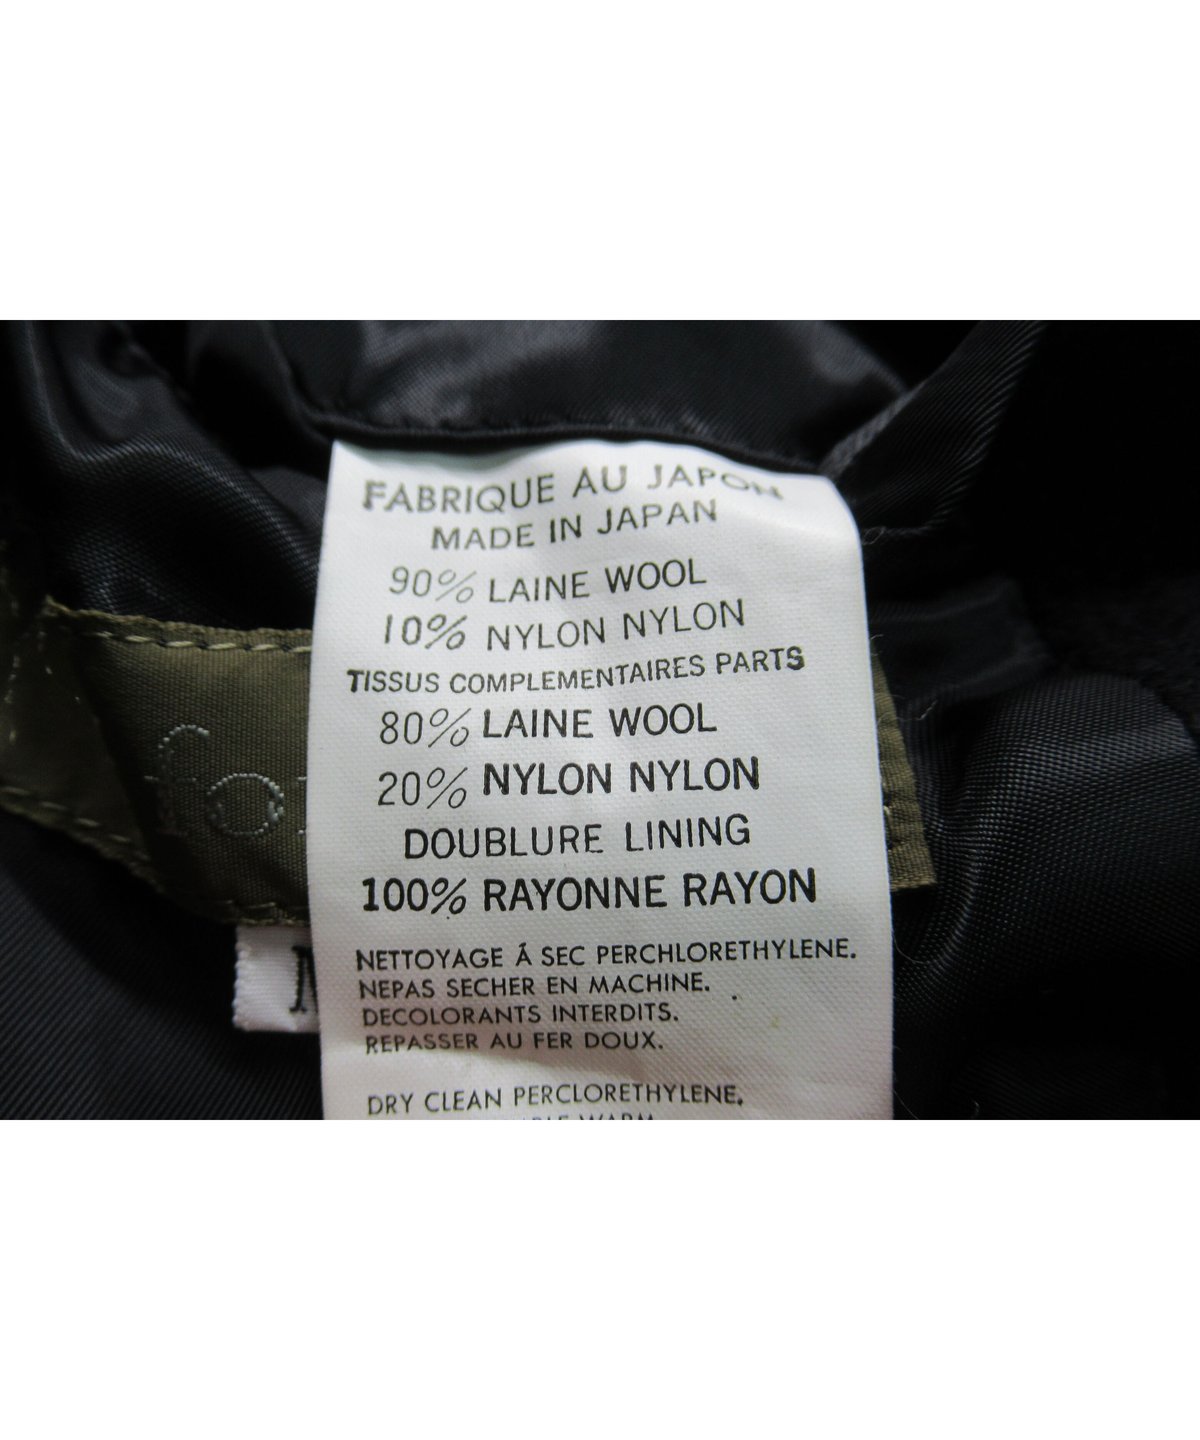 FABRIQUE AU JAPON
MADE IN JAPAN
90% LAINE WOOL
10% NYLON NYLON
TISSUS COMPLEMENTAIRES PARTS
80% LAINE WOOL
20% NYLON NYLON
DOUBLURE LINING
100% RAYONNE RAYON
NETTOYAGE Á SEC PERCHLORETHYLENE.
NEPAS SECHER EN MACHINE.
DECOLORANTS INTERDITS.
REPASSER AU FER DOUX.
DRY CLEAN PERCLORETHYLENE.
WARM
fo
M